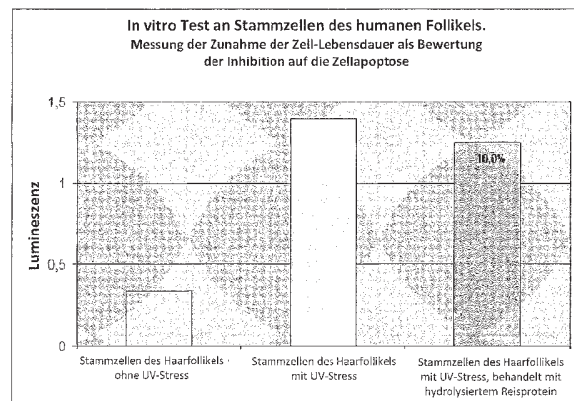 In vitro Test an Stammzellen des humanen Follikels.
Messung der Zunahme der Zell-Lebensdauer als Bewertung
der Inhibition auf die Zellapoptose
Lumineszenz
1,5
1
0,5
0
10,0%
Stammzellen des Haarfollikels
ohne UV-Stress
Stammzellen des Haarfollikels
mit UV-Stress
Stammzellen des Haarfollikels
mit UV-Stress, behandelt mit
hydrolysiertem Reisprotein